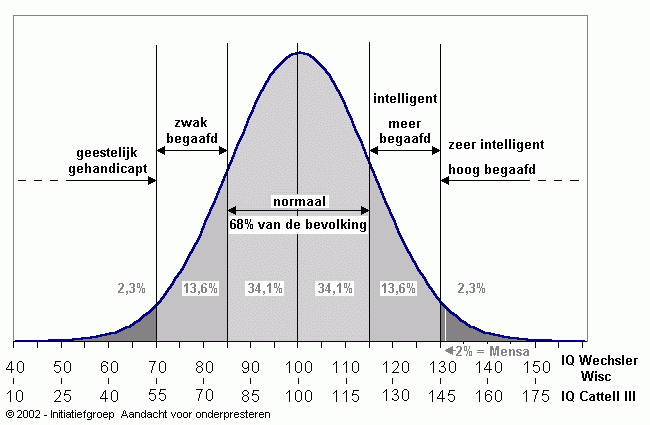 intelligent
zwak
begaafd
meer
begaafd
geestelijk
gehandicapt
zeer intelligent
hoog begaafd
normaal
68% van de bevolking
2,3%
13,6%
34,1%
34,1%
13,6%
2,3%
2% = Mensa
40 50 60 70 80 90 100 110 120 130 150 IQ Wechsler
Wisc
10 25 40 55 70 85 100 115 130 145 160 175 IQ Cattell III
© 2002 - Initiatiefgroep Aandacht voor onderpresteren